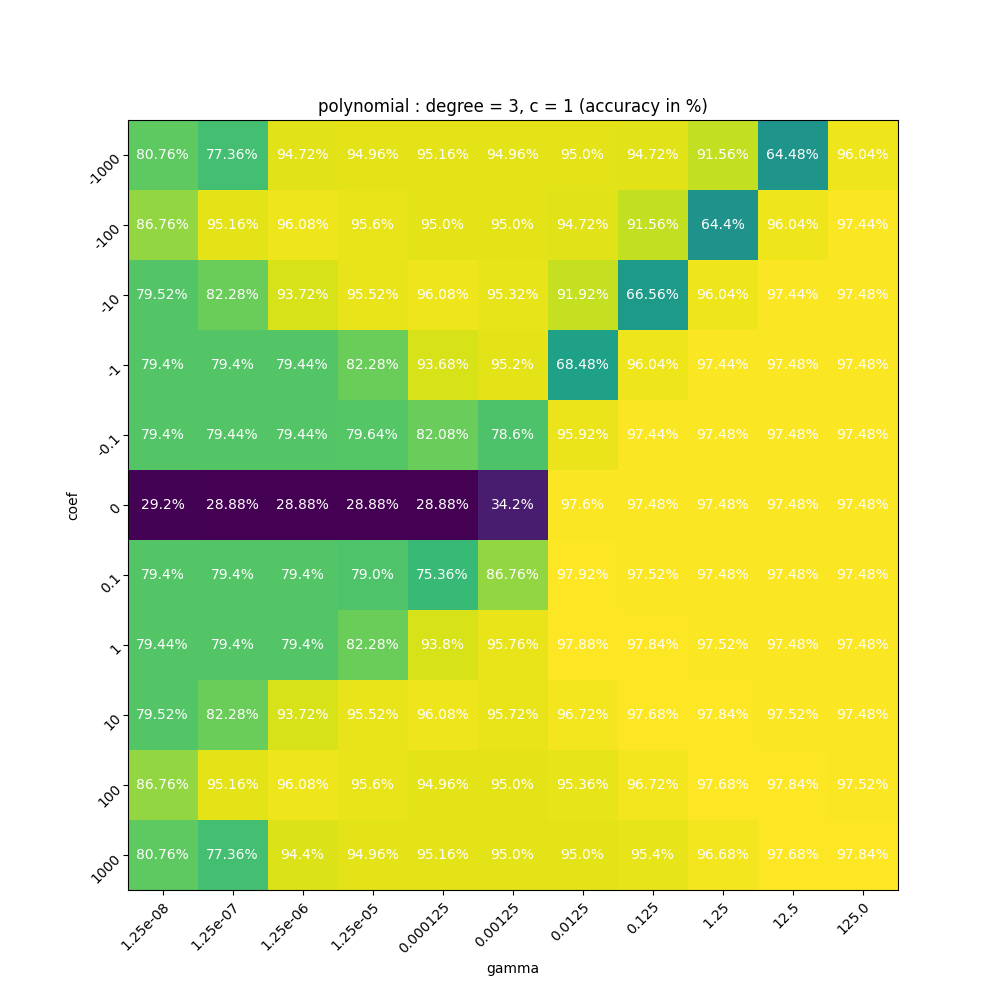 polynomial : degree = 3, c = 1 (accuracy in %)
-1000 80.76% 77.36% 94.72% 94.96% 95.16% 94.96% 95.0% 94.72% 91.56% 64.48% 96.04%
-100 86.76% 95.16% 96.08% 95.6% 95.0% 95.0% 94.72% 91.56% 64.4% 96.04% 97.44%
-10 79.52% 82.28% 93.72% 95.52% 96.08% 95.32% 91.92% 66.56% 96.04% 97.44% 97.48%
-1 79.4% 79.4% 79.44% 82.28% 93.68% 95.2% 68.48% 96.04% 97.44% 97.48% 97.48%
-0.1 79.4% 79.44% 79.44% 79.64% 82.08% 78.6% 95.92% 97.44% 97.48% 97.48% 97.48%
coef
0 29.2% 28.88% 28.88% 28.88% 28.88% 34.2% 97.6% 97.48% 97.48% 97.48% 97.48%
0.1 79.4% 79.4% 79.4% 79.0% 75.36% 86.76% 97.92% 97.52% 97.48% 97.48% 97.48%
1 79.44% 79.4% 79.4% 82.28% 93.8% 95.76% 97.88% 97.84% 97.52% 97.48% 97.48%
10 79.52% 82.28% 93.72% 95.52% 96.08% 95.72% 96.72% 97.68% 97.84% 97.52% 97.48%
100 86.76% 95.16% 96.08% 95.6% 94.96% 95.0% 95.36% 96.72% 97.68% 97.84% 97.52%
1000 80.76% 77.36% 94.4% 94.96% 95.16% 95.0% 95.0% 95.4% 96.68% 97.68% 97.84%
1.25e-08 1.25e-07 1.25e-06 1.25e-05 0.000125 0.00125 0.0125 0.125 1.25 12.5 125.0
gamma